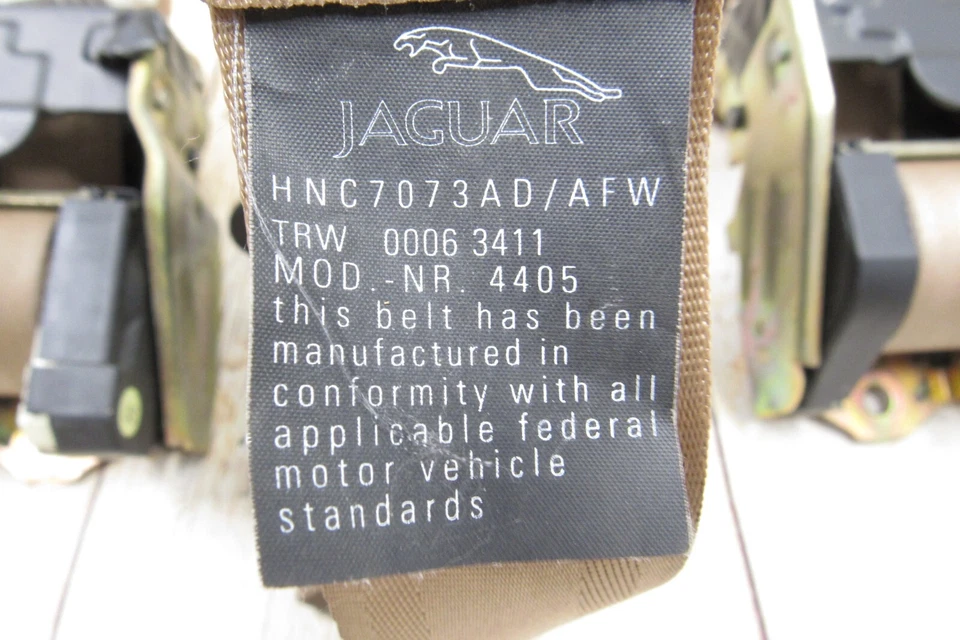 JAGUAR
HNC7073AD/AFW
TRW 0006 3411
MOD.-NR. 4405
this belt has been
manufactured in
conformity with all
applicable federal
motor vehicle
standards